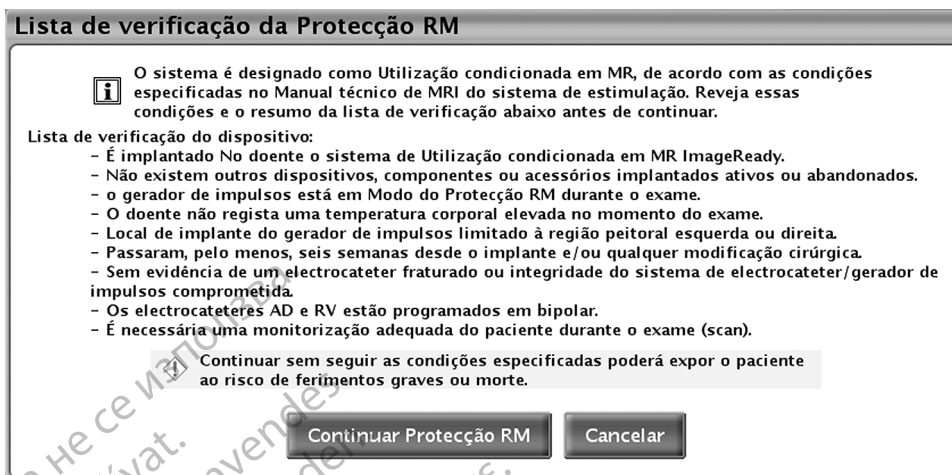 Lista de verificação da Protecção RM
O sistema é designado como Utilização condicionada em MR, de acordo com as condições
especificadas no Manual técnico de MRI do sistema de estimulação. Reveja essas
condições e o resumo da lista de verificação abaixo antes de continuar.
Lista de verificação do dispositivo:
- É implantado No doente o sistema de Utilização condicionada em MR ImageReady.
- Não existem outros dispositivos, componentes ou acessórios implantados ativos ou abandonados.
- o gerador de impulsos está em Modo do Protecção RM durante o exame.
- O doente não regista uma temperatura corporal elevada no momento do exame.
- Local de implante do gerador de impulsos limitado à região peitoral esquerda ou direita.
- Passaram, pelo menos, seis semanas desde o implante e/ou qualquer modificação cirúrgica.
- Sem evidência de um electrocateter fraturado ou integridade do sistema de electrocateter/gerador de
impulsos comprometida.
- Os electrocateteres AD e RV estão programados em bipolar.
- É necessária uma monitorização adequada do paciente durante o exame (scan).
Continuar sem seguir as condições especificadas poderá expor o paciente
ao risco de ferimentos graves ou morte.
Continuar Protecção RM Cancelar
не се използва